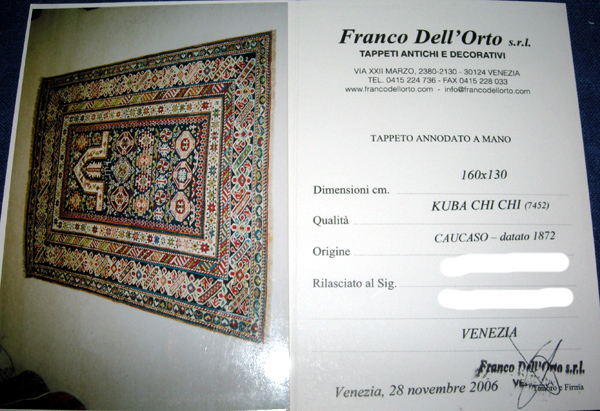 Franco Dell'Orto s.r.l.
TAPPETI ANTICHI E DECORATIVI
VIA XXII MARZO, 2380-2130 - 30124 VENEZIA
TEL. 0415 224 736 - FAX 0415 228 033
www.francodellorto.com - info@francodellorto.com
TAPPETO ANNODATO A MANO
Dimensioni cm. 160x130
Qualità KUBA CHI CHI (7452)
Origine CAUCASO – datato 1872
Rilasciato al Sig.
VENEZIA
Franco Dell'Orto s.r.l.
Venezia, 28 novembre 2006 e Firma